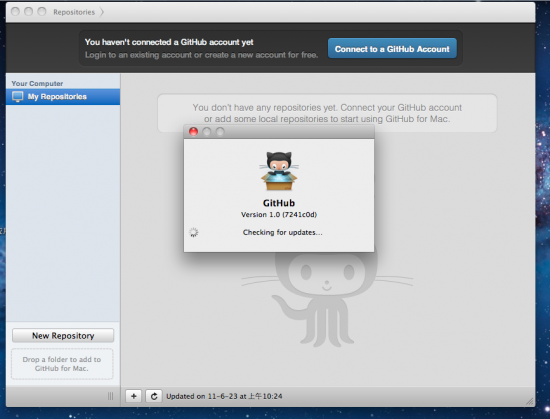 Repositories
You haven't connected a GitHub account yet
Login to an existing account or create a new account for free.
Connect to a GitHub Account
Your Computer
My Repositories
You don't have any repositories yet. Connect your GitHub account
or add some local repositories to start using GitHub for Mac.
GitHub
Version 1.0 (7241c0d)
Checking for updates...
New Repository
Drop a folder to add to
GitHub for Mac.
Updated on 11-6-23 at 上午10:24